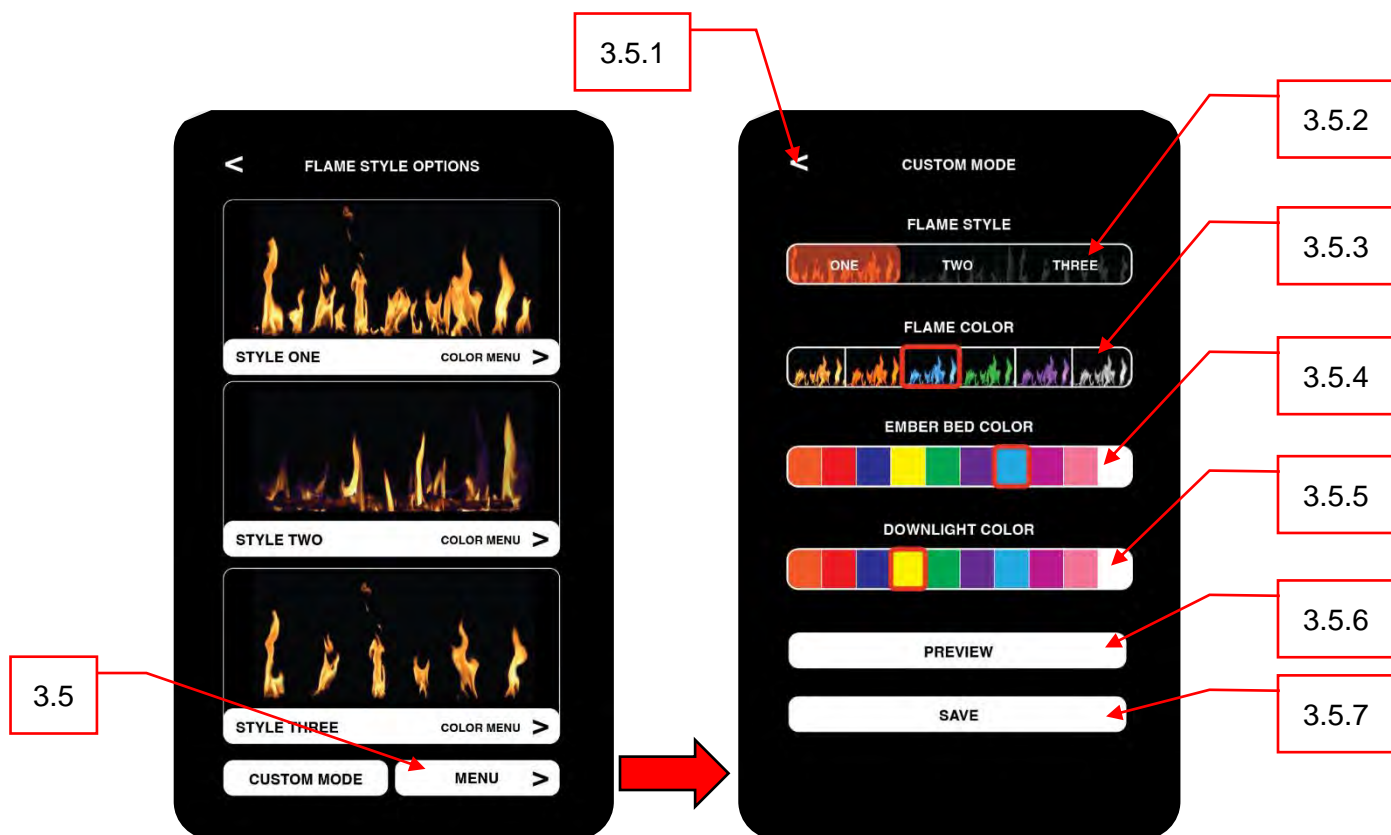 3.5.1
3.5.2
3.5.3
3.5.4
3.5.5
3.5.6
3.5.7
3.5
< FLAME STYLE OPTIONS
STYLE ONE COLOR MENU >
STYLE TWO COLOR MENU >
STYLE THREE COLOR MENU >
CUSTOM MODE MENU >
< CUSTOM MODE
FLAME STYLE
ONE TWO THREE
FLAME COLOR
EMBER BED COLOR
DOWNLIGHT COLOR
PREVIEW
SAVE